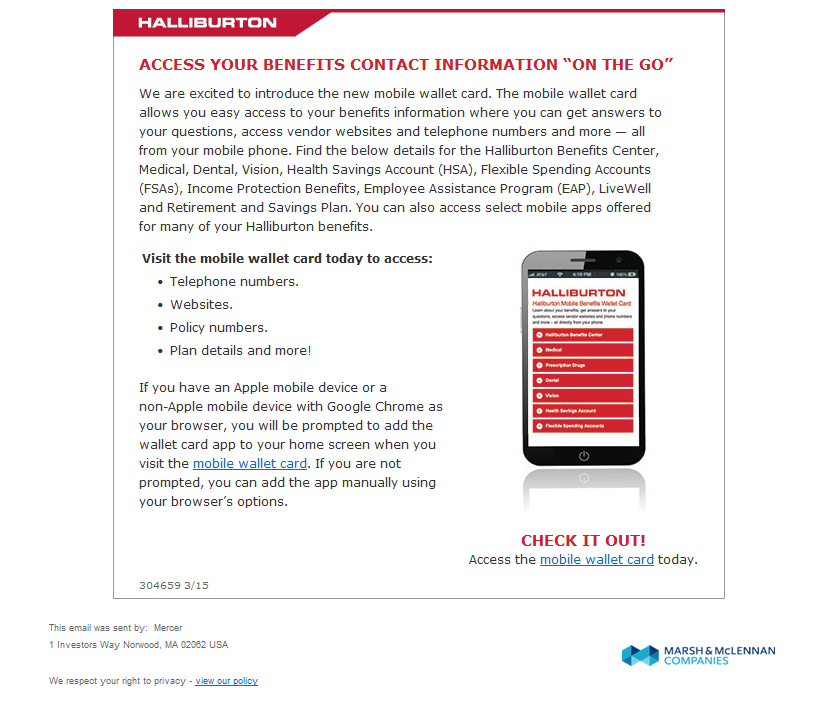 HALLIBURTON
ACCESS YOUR BENEFITS CONTACT INFORMATION “ON THE GO”
We are excited to introduce the new mobile wallet card. The mobile wallet card
allows you easy access to your benefits information where you can get answers to
your questions, access vendor websites and telephone numbers and more — all
from your mobile phone. Find the below details for the Halliburton Benefits Center,
Medical, Dental, Vision, Health Savings Account (HSA), Flexible Spending Accounts
(FSAs), Income Protection Benefits, Employee Assistance Program (EAP), LiveWell
and Retirement and Savings Plan. You can also access select mobile apps offered
for many of your Halliburton benefits.
Visit the mobile wallet card today to access:
• Telephone numbers.
• Websites.
• Policy numbers.
• Plan details and more!
If you have an Apple mobile device or a
non-Apple mobile device with Google Chrome as
your browser, you will be prompted to add the
wallet card app to your home screen when you
visit the mobile wallet card. If you are not
prompted, you can add the app manually using
your browser’s options.
AT&T 4:19 PM 100%
HALLIBURTON
Halliburton Mobile Benefits Wallet Card
Learn about your benefits, get answers to your
questions, access vendor websites and phone numbers
and more – all directly from your phone.
Halliburton Benefits Center
Medical
Prescription Drugs
Dental
Vision
Health Savings Account
Flexible Spending Accounts
CHECK IT OUT!
Access the mobile wallet card today.
304659 3/15
This email was sent by: Mercer
1 Investors Way Norwood, MA 02062 USA
We respect your right to privacy - view our policy
MARSH & McLENNAN
COMPANIES